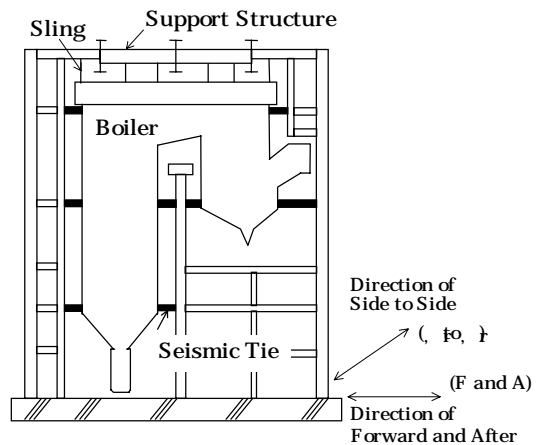 Support Structure
Sling
Boiler
Seismic Tie
Direction of
Side to Side
(F and A)
Direction of
Forward and After